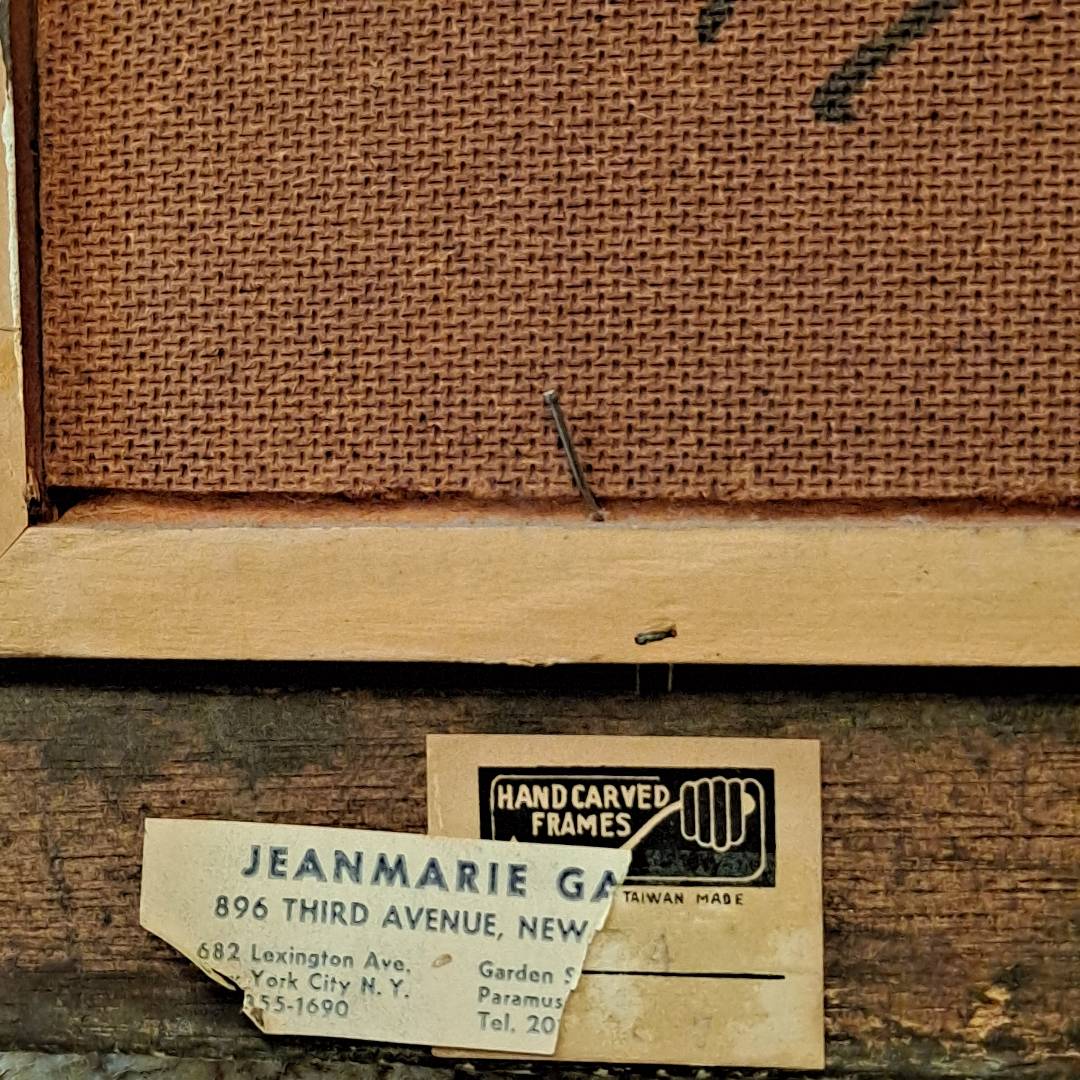 HAND CARVED
FRAMES
TAIWAN MADE
JEANMARIE GA
896 THIRD AVENUE, NEW
682 Lexington Ave.
York City N. Y.
355-1690
Garden S
Paramus
Tel. 20